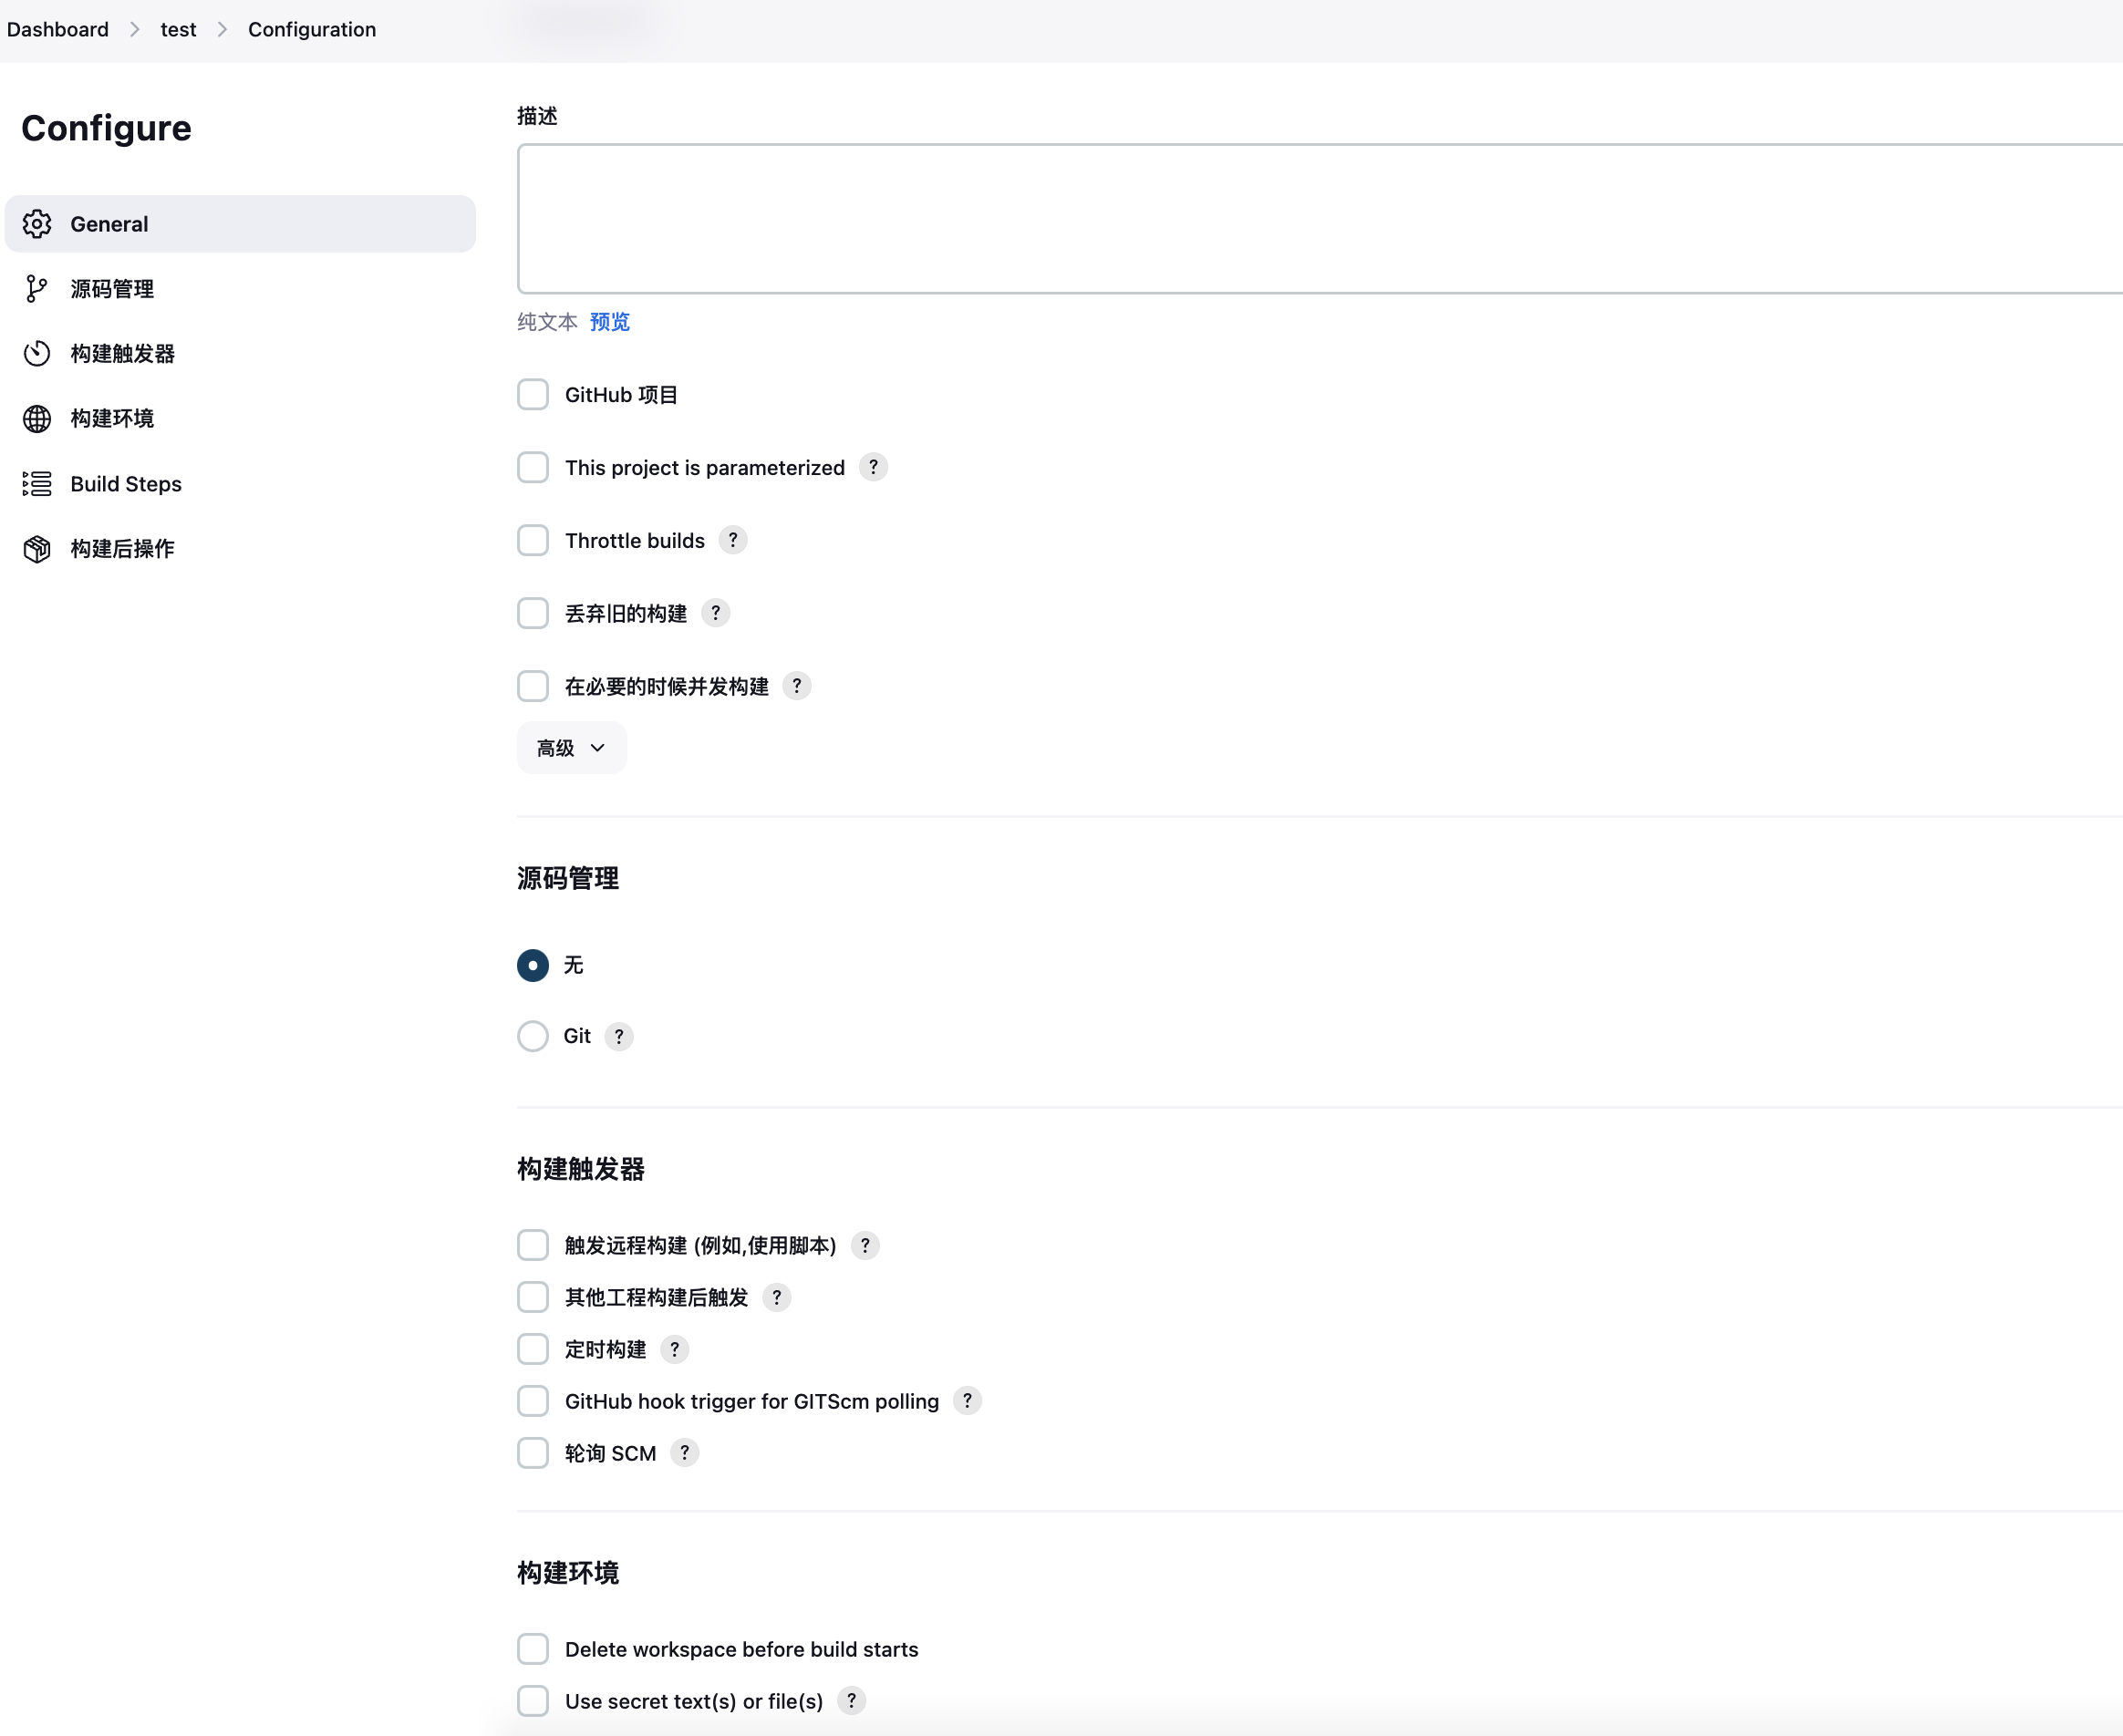 Dashboard > test > Configuration
Configure
General
源码管理
构建触发器
构建环境
Build Steps
构建后操作
描述
纯文本 预览
GitHub 项目
This project is parameterized ?
Throttle builds ?
丢弃旧的构建 ?
在必要的时候并发构建 ?
高级
源码管理
无
Git ?
构建触发器
触发远程构建 (例如,使用脚本) ?
其他工程构建后触发 ?
定时构建 ?
GitHub hook trigger for GITScm polling ?
轮询 SCM ?
构建环境
Delete workspace before build starts
Use secret text(s) or file(s) ?